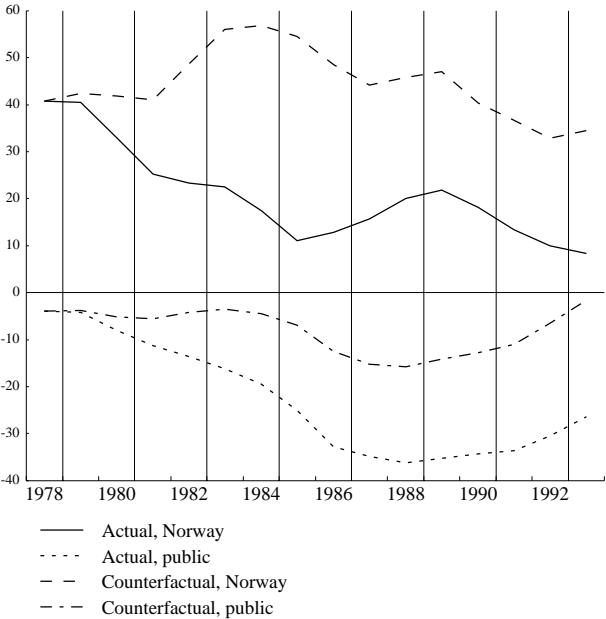 60
50
40
30
20
10
0
-10
-20
-30
-40
1978 1980 1982 1984 1986 1988 1990 1992
Actual, Norway
Actual, public
Counterfactual, Norway
Counterfactual, public